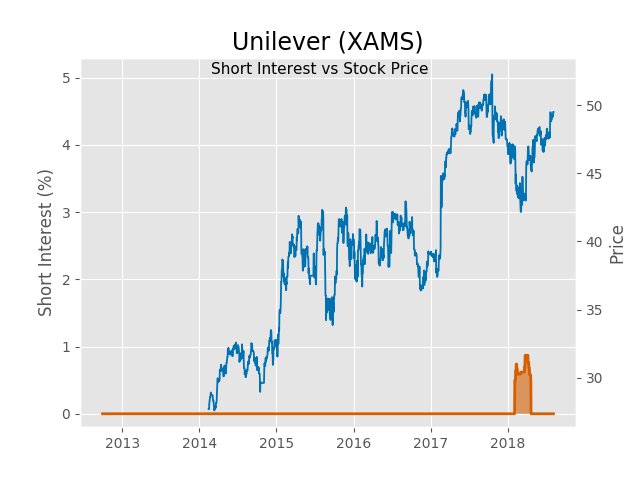 Unilever (XAMS)
Short Interest vs Stock Price
Short Interest (%)
5
4
3
2
1
0
50
45
40
35
30
Price
2013 2014 2015 2016 2017 2018